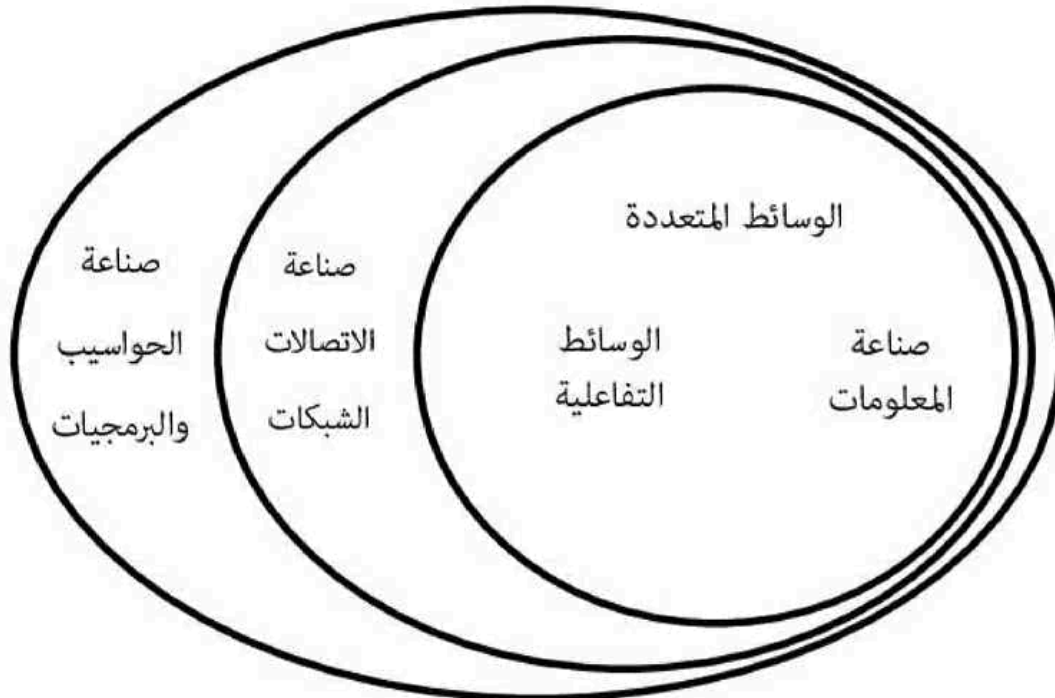 الوسائط المتعددة
صناعة
المعلومات
الوسائط
التفاعلية
صناعة
الاتصالات
الشبكات
صناعة
الحواسيب
والبرمجيات